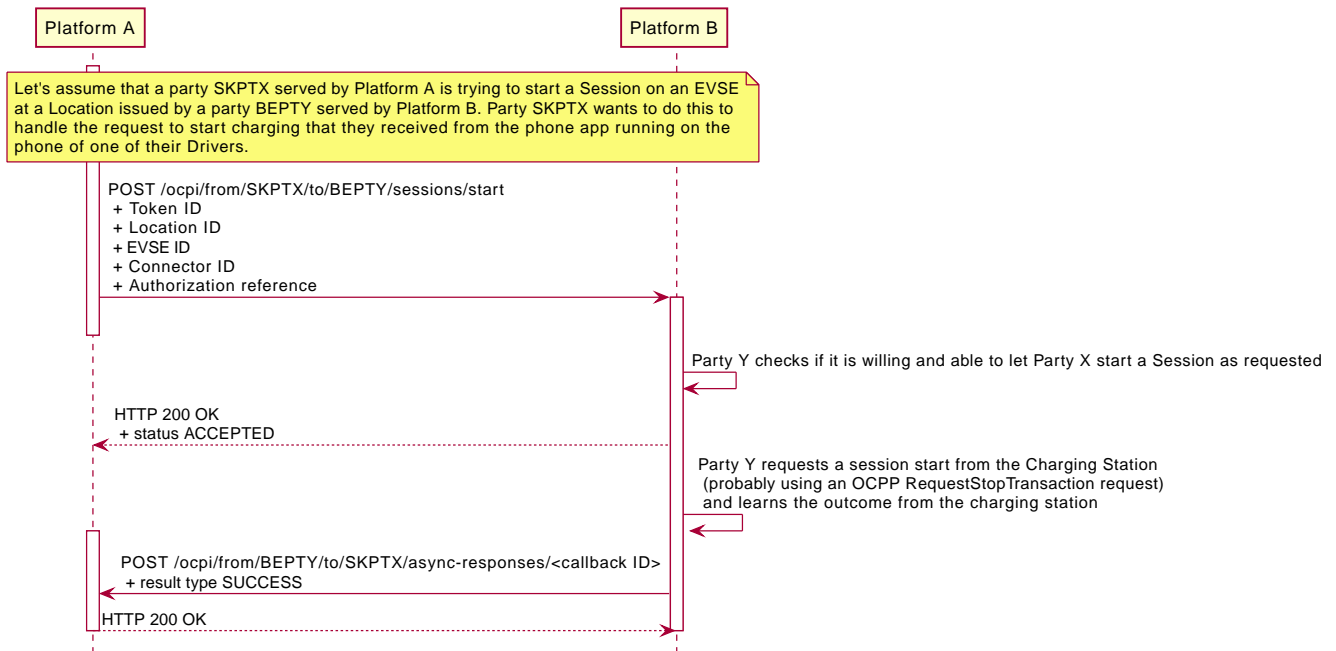 Platform A
Platform B
Let's assume that a party SKPTX served by Platform A is trying to start a Session on an EVSE
at a Location issued by a party BEPTY served by Platform B. Party SKPTX wants to do this to
handle the request to start charging that they received from the phone app running on the
phone of one of their Drivers.
POST /ocpi/from/SKPTX/to/BEPTY/sessions/start
+ Token ID
+ Location ID
+ EVSE ID
+ Connector ID
+ Authorization reference
Party Y checks if it is willing and able to let Party X start a Session as requested
HTTP 200 OK
+ status ACCEPTED
Party Y requests a session start from the Charging Station
(probably using an OCPP RequestStopTransaction request)
and learns the outcome from the charging station
POST /ocpi/from/BEPTY/to/SKPTX/async-responses/<callback ID>
+ result type SUCCESS
HTTP 200 OK